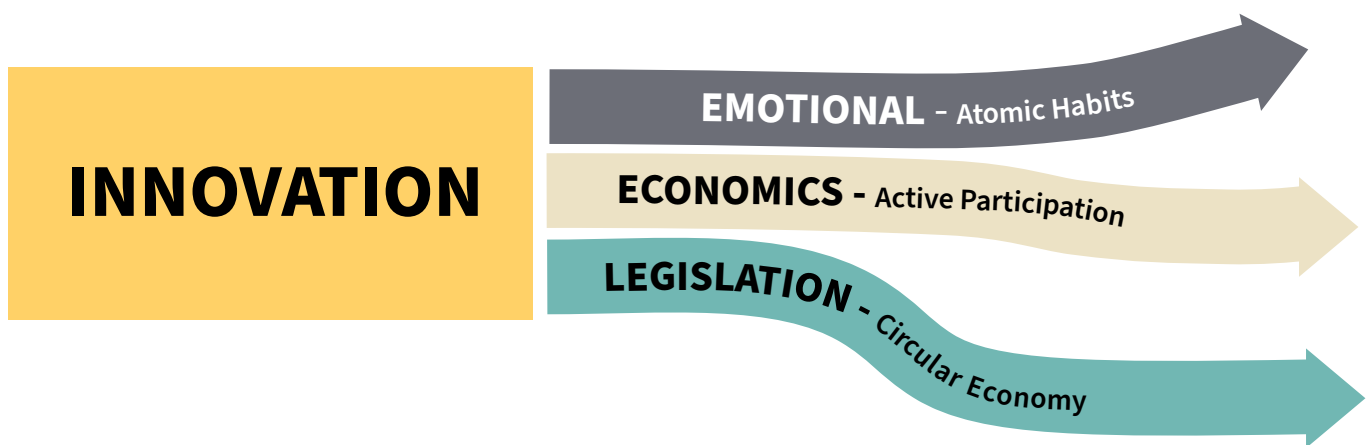 INNOVATION
EMOTIONAL - Atomic Habits
ECONOMICS - Active Participation
LEGISLATION - Circular Economy